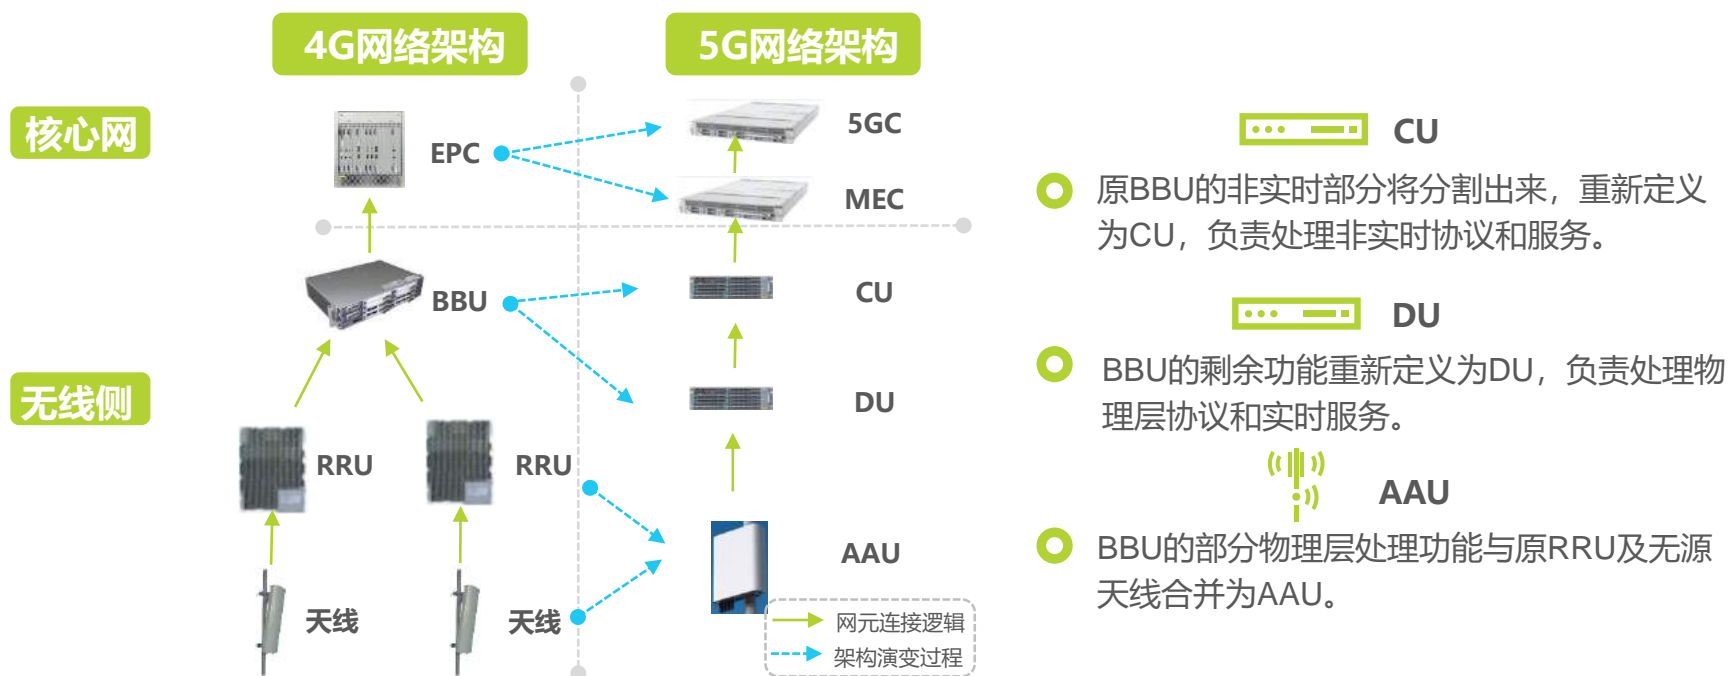 4G网络架构
5G网络架构
核心网
EPC
5GC
MEC
无线侧
BBU
CU
DU
RRU
RRU
AAU
天线
天线
网元连接逻辑
架构演变过程
CU
原BBU的非实时部分将分割出来，重新定义
为CU，负责处理非实时协议和服务。
DU
BBU的剩余功能重新定义为DU，负责处理物
理层协议和实时服务。
AAU
BBU的部分物理层处理功能与原RRU及无源
天线合并为AAU。